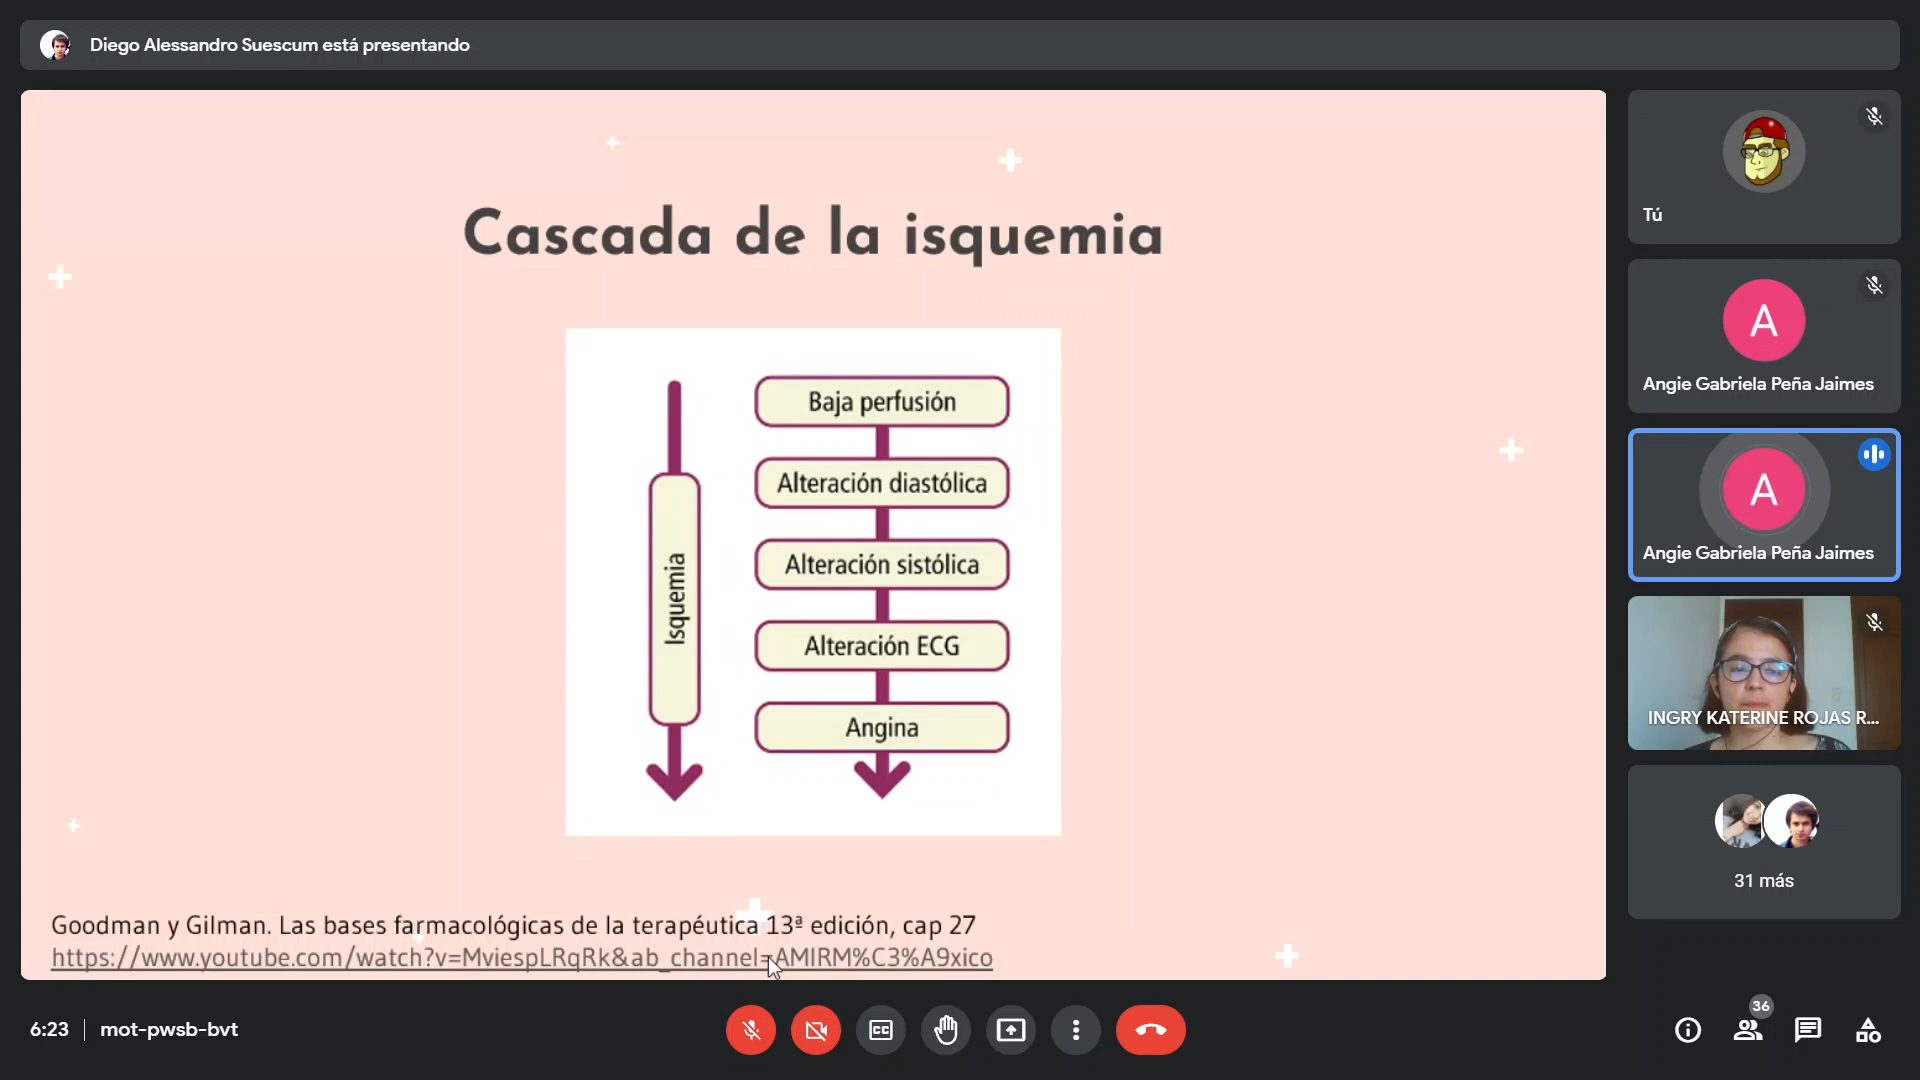 Diego Alessandro Suescum está presentando
Cascada de la isquemia
Isquemia
Baja perfusión
Alteración diastólica
Alteración sistólica
Alteración ECG
Angina
Goodman y Gilman. Las bases farmacológicas de la terapéutica 13ª edición, cap 27
https://www.youtube.com/watch?v=MviespLRqRk&ab_channel=AMIRM%C3%A9xico
Tú
A
Angie Gabriela Peña Jaimes
A
Angie Gabriela Peña Jaimes
INGRY KATERINE ROJAS R...
31 más
6:23 | mot-pwsb-bvt
CC
36